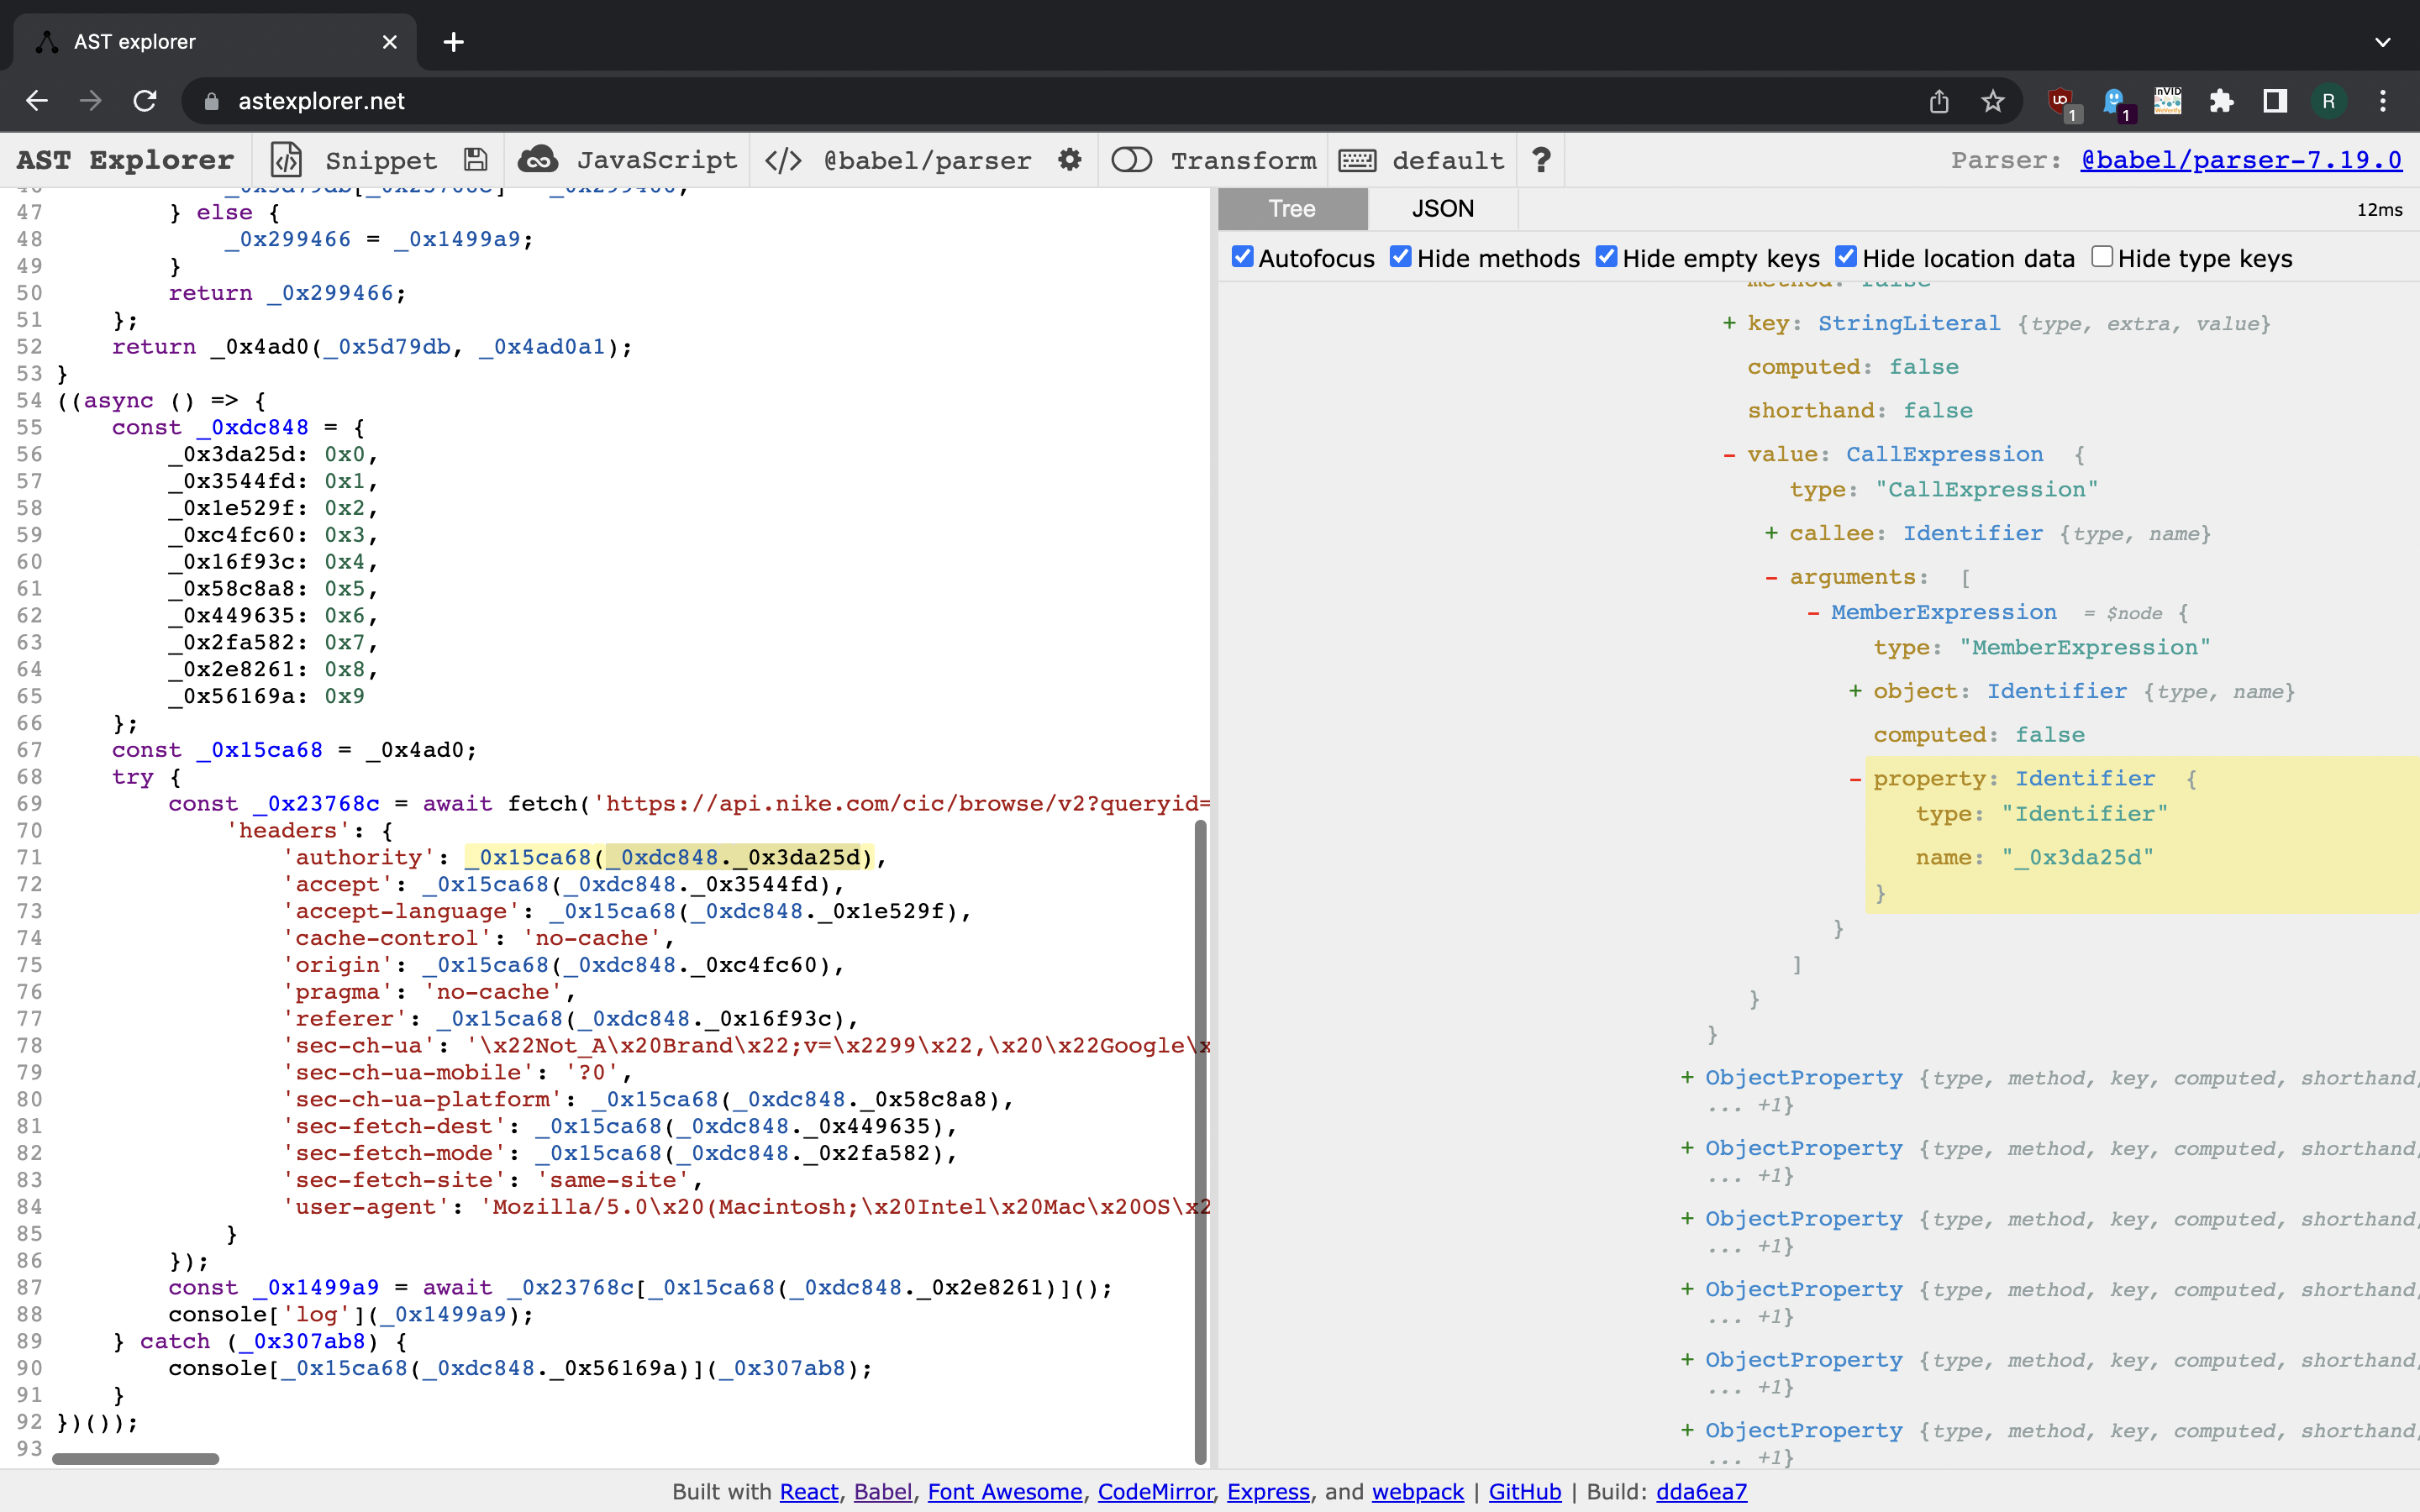 AST explorer
astexplorer.net
1
1
InVID
R
AST Explorer Snippet JavaScript </> @babel/parser Transform default ? Parser: @babel/parser-7.19.0
Tree JSON 12ms
Autofocus Hide methods Hide empty keys Hide location data Hide type keys
47 } else {
48 _0x299466 = _0x1499a9;
49 }
50 return _0x299466;
51 };
52 return _0x4ad0(_0x5d79db, _0x4ad0a1);
53 }
54 ((async () => {
55 const _0xdc848 = {
56 _0x3da25d: 0x0,
57 _0x3544fd: 0x1,
58 _0x1e529f: 0x2,
59 _0xc4fc60: 0x3,
60 _0x16f93c: 0x4,
61 _0x58c8a8: 0x5,
62 _0x449635: 0x6,
63 _0x2fa582: 0x7,
64 _0x2e8261: 0x8,
65 _0x56169a: 0x9
66 };
67 const _0x15ca68 = _0x4ad0;
68 try {
69 const _0x23768c = await fetch('https://api.nike.com/cic/browse/v2?queryid=
70 'headers': {
71 'authority': _0x15ca68(_0xdc848._0x3da25d),
72 'accept': _0x15ca68(_0xdc848._0x3544fd),
73 'accept-language': _0x15ca68(_0xdc848._0x1e529f),
74 'cache-control': 'no-cache',
75 'origin': _0x15ca68(_0xdc848._0xc4fc60),
76 'pragma': 'no-cache',
77 'referer': _0x15ca68(_0xdc848._0x16f93c),
78 'sec-ch-ua': '\x22Not_A\x20Brand\x22;v=\x2299\x22,\x20\x22Google\x
79 'sec-ch-ua-mobile': '?0',
80 'sec-ch-ua-platform': _0x15ca68(_0xdc848._0x58c8a8),
81 'sec-fetch-dest': _0x15ca68(_0xdc848._0x449635),
82 'sec-fetch-mode': _0x15ca68(_0xdc848._0x2fa582),
83 'sec-fetch-site': 'same-site',
84 'user-agent': 'Mozilla/5.0\x20(Macintosh;\x20Intel\x20Mac\x20OS\x2
85 }
86 });
87 const _0x1499a9 = await _0x23768c[_0x15ca68(_0xdc848._0x2e8261)]();
88 console['log'](_0x1499a9);
89 } catch (_0x307ab8) {
90 console[_0x15ca68(_0xdc848._0x56169a)](_0x307ab8);
91 }
92 })());
93
method: false
+ key: StringLiteral {type, extra, value}
computed: false
shorthand: false
- value: CallExpression {
type: "CallExpression"
+ callee: Identifier {type, name}
- arguments: [
- MemberExpression = $node {
type: "MemberExpression"
+ object: Identifier {type, name}
computed: false
- property: Identifier {
type: "Identifier"
name: "_0x3da25d"
}
}
]
}
}
+ ObjectProperty {type, method, key, computed, shorthand,
... +1}
+ ObjectProperty {type, method, key, computed, shorthand,
... +1}
+ ObjectProperty {type, method, key, computed, shorthand,
... +1}
+ ObjectProperty {type, method, key, computed, shorthand,
... +1}
+ ObjectProperty {type, method, key, computed, shorthand,
... +1}
+ ObjectProperty {type, method, key, computed, shorthand,
... +1}
Built with React, Babel, Font Awesome, CodeMirror, Express, and webpack | GitHub | Build: dda6ea7